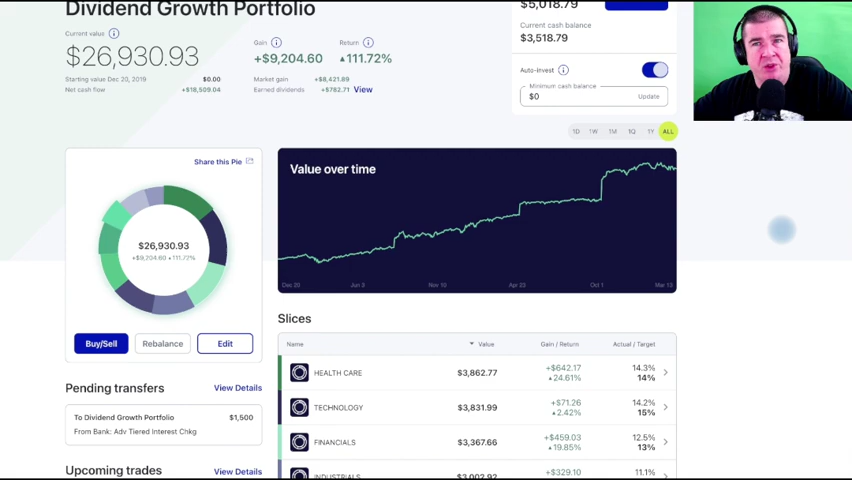 Dividend Growth Portfolio
Current value
$26,930.93
Gain
+$9,204.60
Return
111.72%
Starting value Dec 20, 2019
$0.00
Net cash flow
+$18,509.04
Market gain
+$8,421.89
Earned dividends
+$782.71
View
$5,018.79
Current cash balance
$3,518.79
Auto-invest
Minimum cash balance
$0
Update
1D 1W 1M 1Q 1Y ALL
Share this Pie
$26,930.93
+$9,204.60 111.72%
Buy/Sell
Rebalance
Edit
Value over time
Dec 20 Jun 3 Nov 10 Apr 23 Oct 1 Mar 13
Slices
Name Value Gain / Return Actual / Target
HEALTH CARE $3,862.77 +$642.17 14.3%
24.61% 14%
TECHNOLOGY $3,831.99 +$71.26 14.2%
2.42% 15%
FINANCIALS $3,367.66 +$459.03 12.5%
19.85% 13%
INDUSTRIALS $3,002.92 +$329.10 11.1%
Pending transfers
View Details
To Dividend Growth Portfolio
$1,500
From Bank: Adv Tiered Interest Chkg
Upcoming trades
View Details